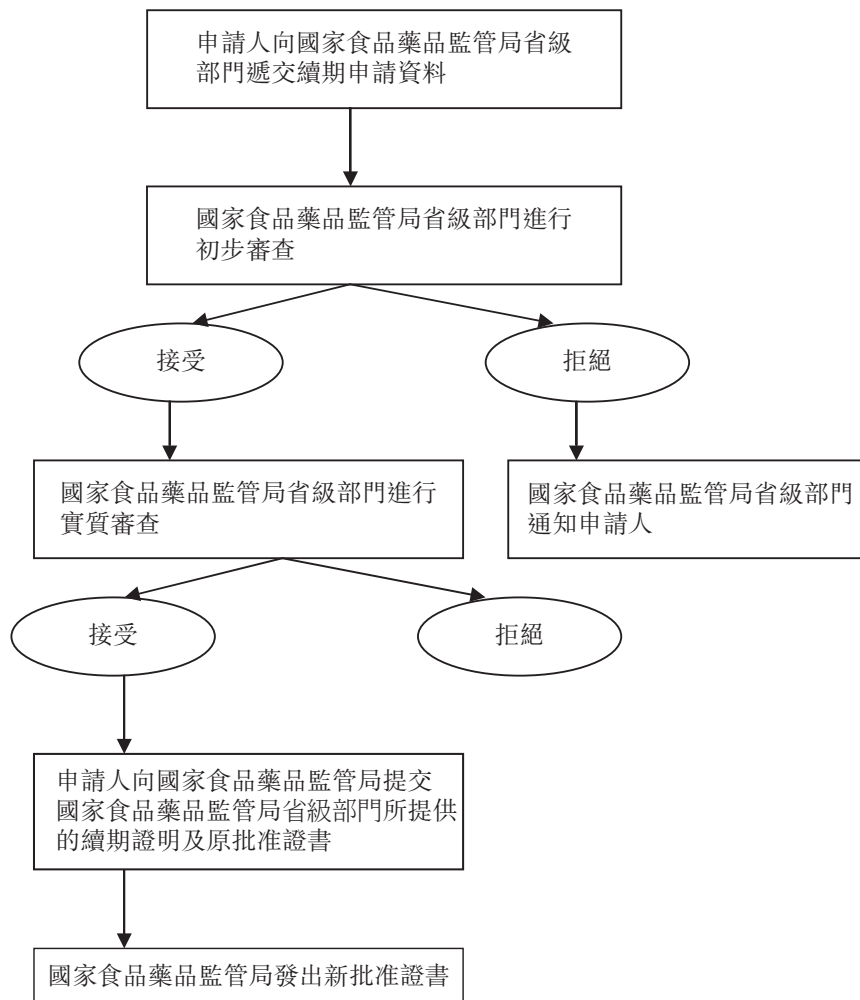 申請人向國家食品藥品監管局省級
部門遞交續期申請資料
國家食品藥品監管局省級部門進行
初步審查
接受
拒絕
國家食品藥品監管局省級部門進行
實質審查
國家食品藥品監管局省級部門
通知申請人
接受
拒絕
申請人向國家食品藥品監管局提交
國家食品藥品監管局省級部門所提供
的續期證明及原批准證書
國家食品藥品監管局發出新批准證書